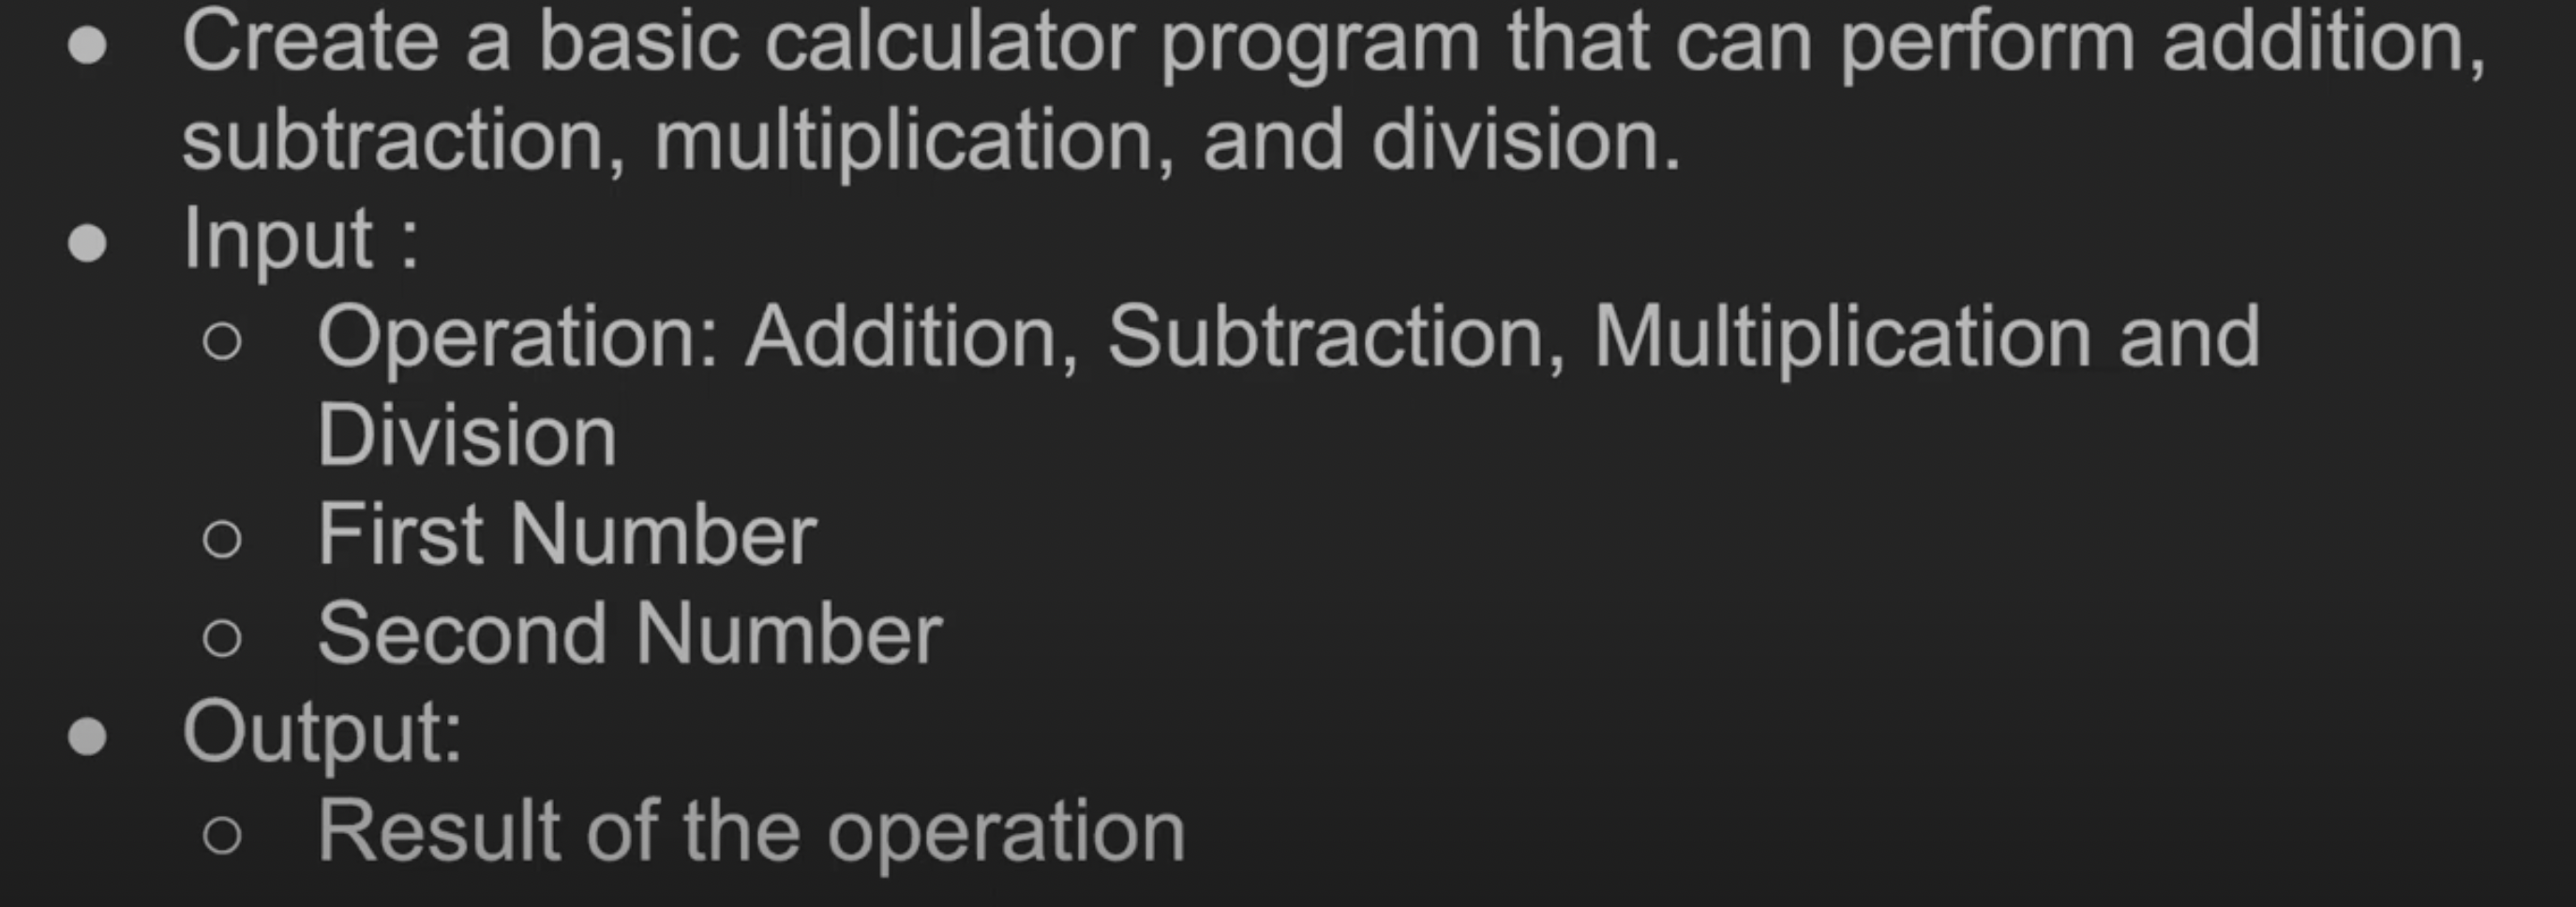 ● Create a basic calculator program that can perform addition,
subtraction, multiplication, and division.
● Input :
○ Operation: Addition, Subtraction, Multiplication and
Division
○ First Number
○ Second Number
● Output:
○ Result of the operation